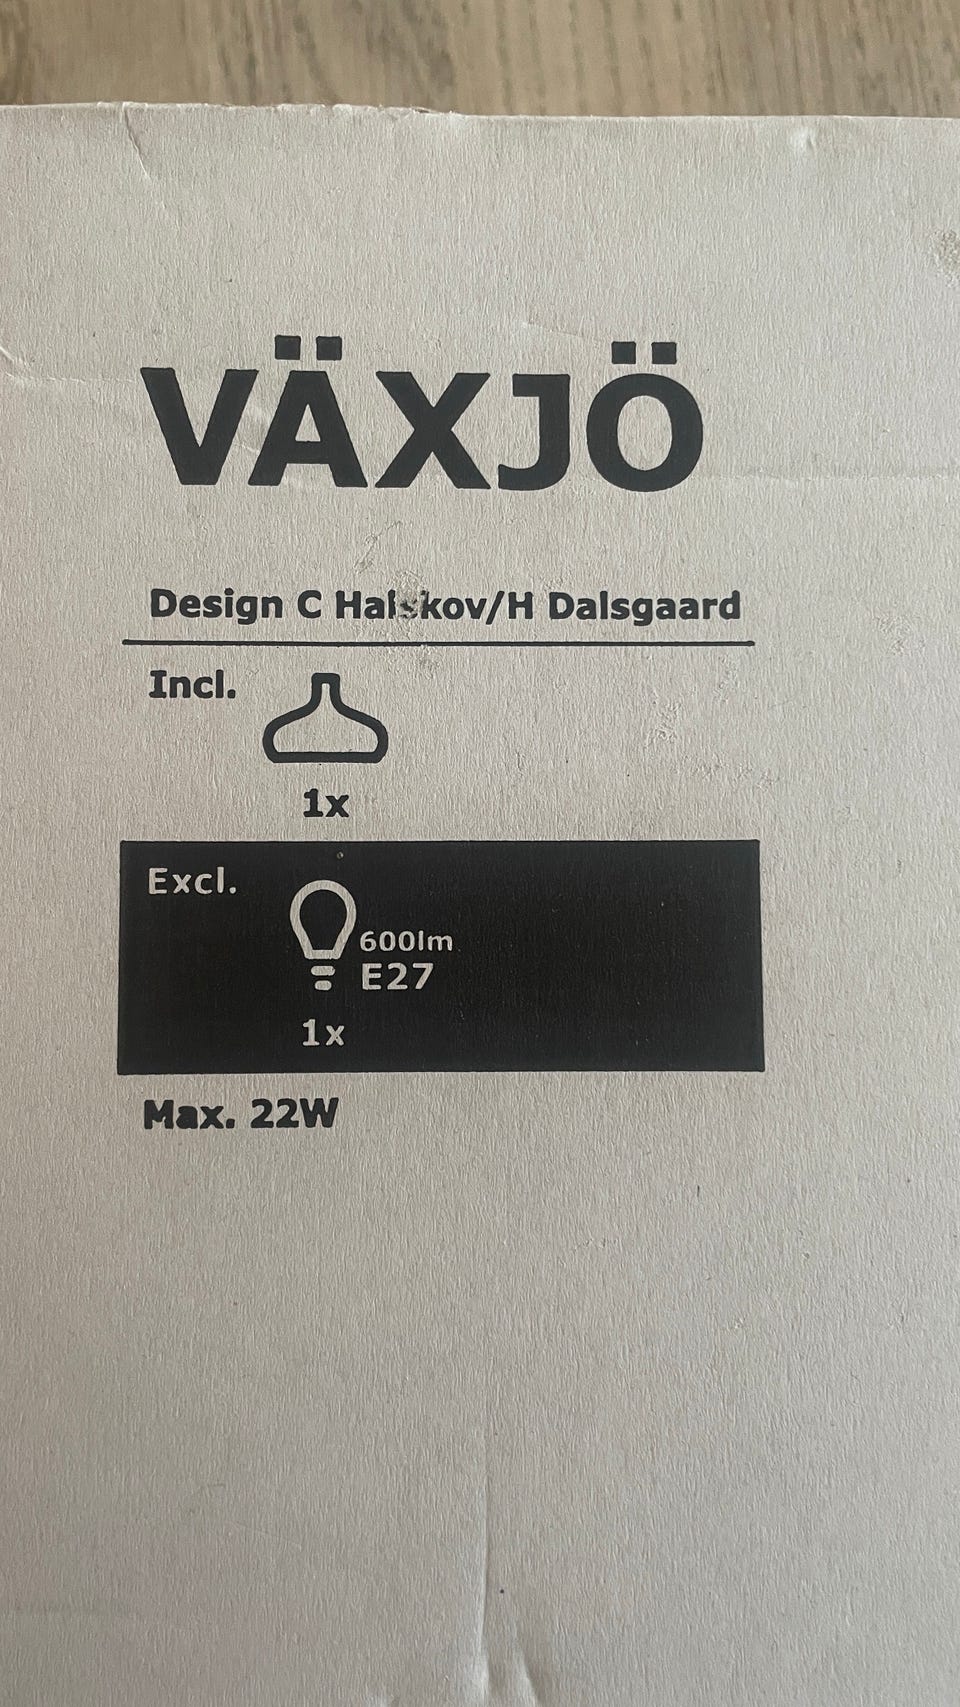 VÄXJÖ
Design C Halskov/H Dalsgaard
Incl.
1x
Excl.
600lm
E27
1x
Max. 22W